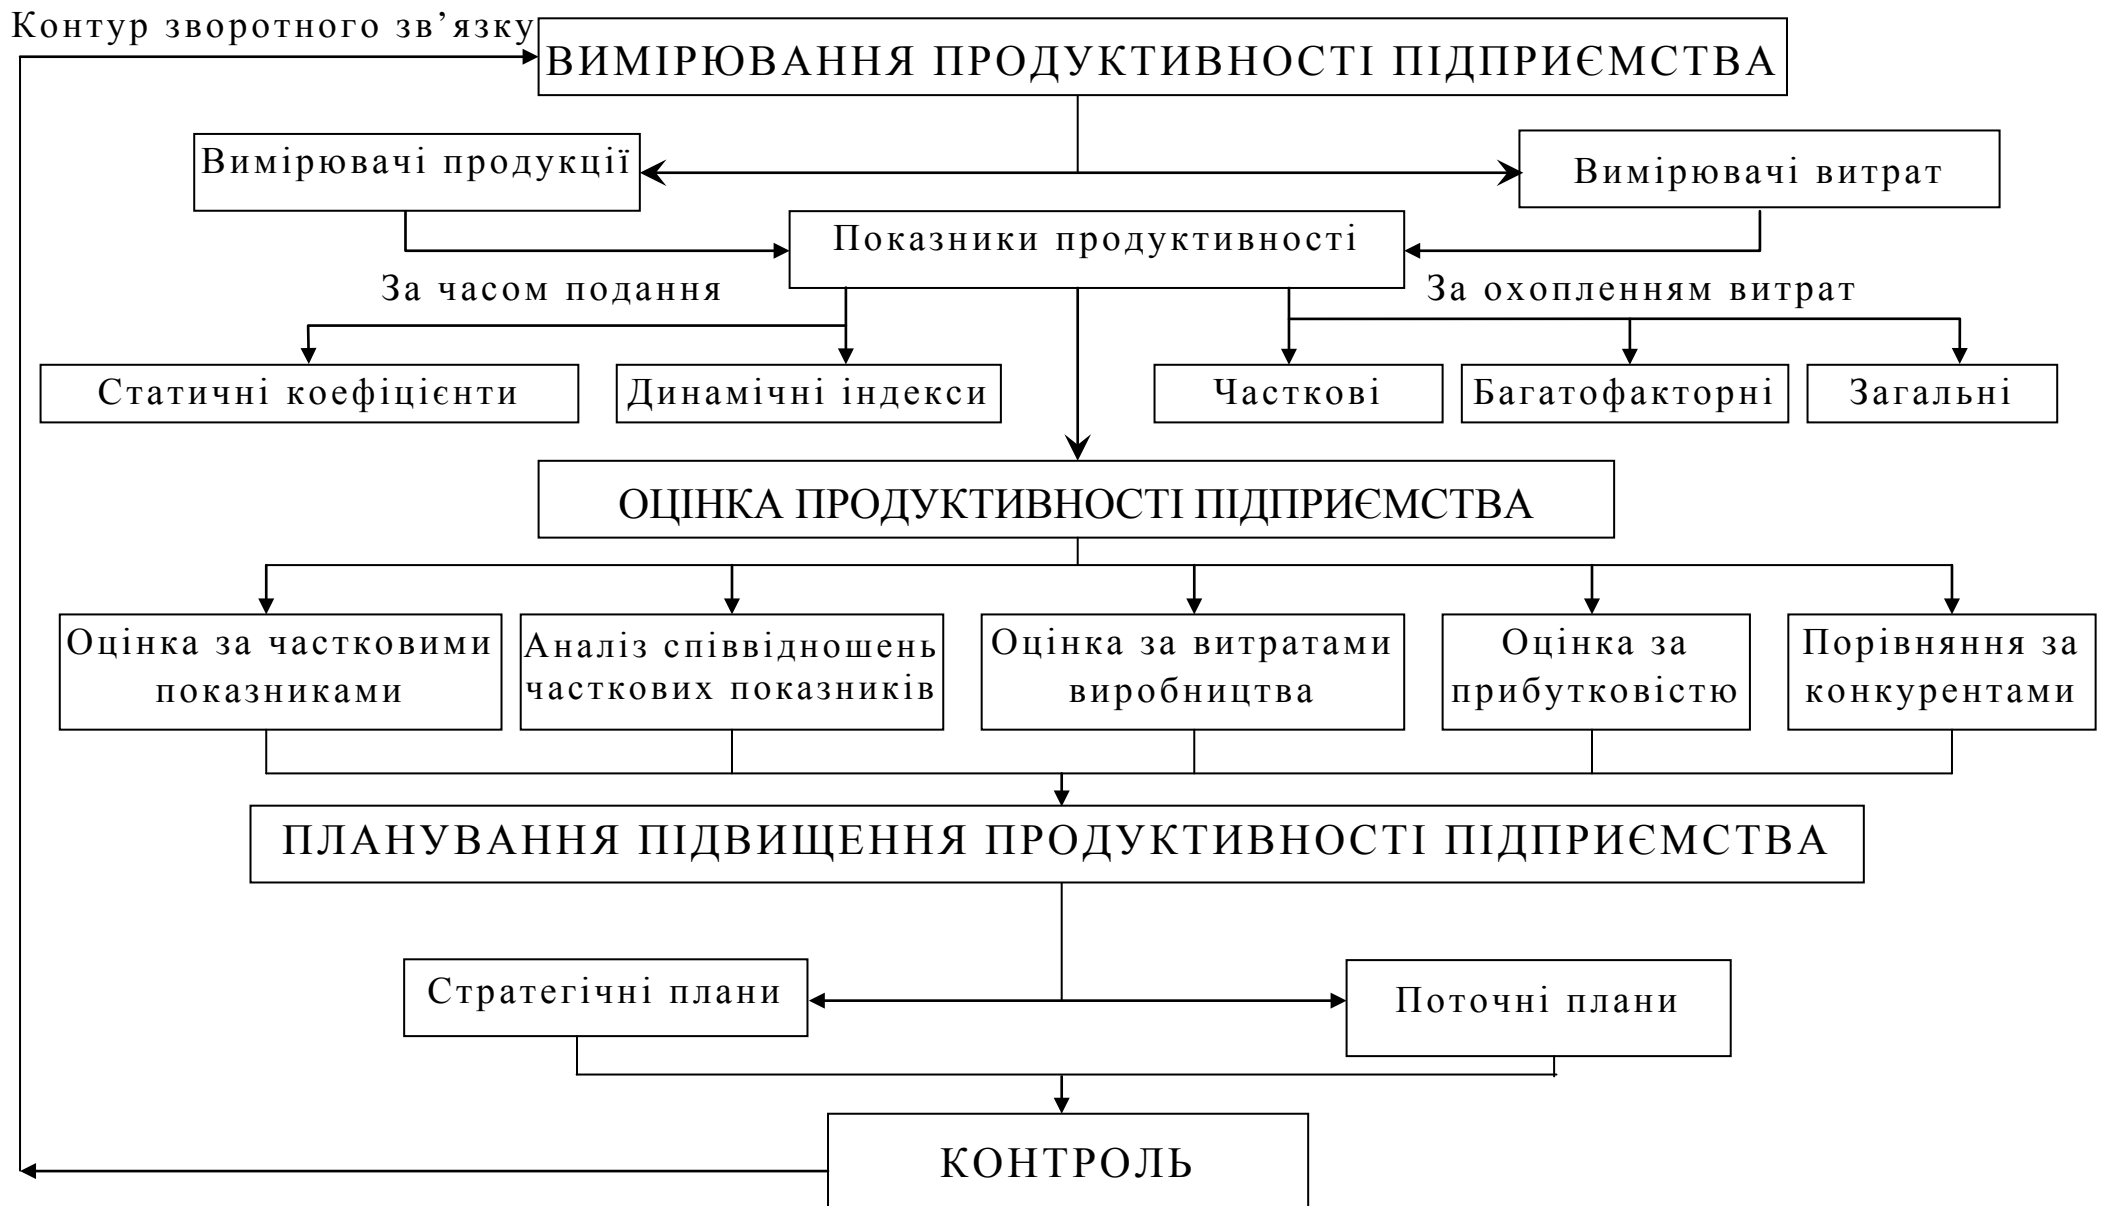 Контур зворотного зв’язку
ВИМІРЮВАННЯ ПРОДУКТИВНОСТІ ПІДПРИЄМСТВА
Вимірювачі продукції
Вимірювачі витрат
Показники продуктивності
За часом подання
За охопленням витрат
Статичні коефіцієнти
Динамічні індекси
Часткові
Багатофакторні
Загальні
ОЦІНКА ПРОДУКТИВНОСТІ ПІДПРИЄМСТВА
Оцінка за частковими
показниками
Аналіз співвідношень
часткових показників
Оцінка за витратами
виробництва
Оцінка за
прибутковістю
Порівняння за
конкурентами
ПЛАНУВАННЯ ПІДВИЩЕННЯ ПРОДУКТИВНОСТІ ПІДПРИЄМСТВА
Стратегічні плани
Поточні плани
КОНТРОЛЬ